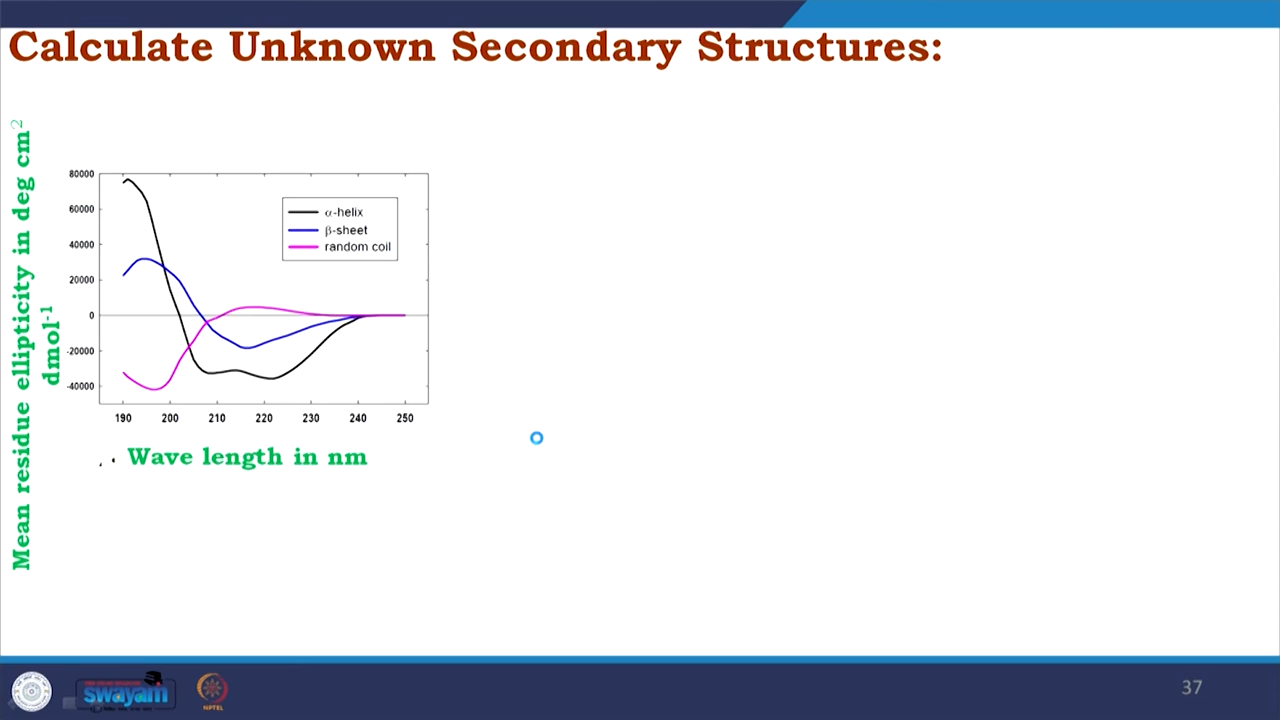 Calculate Unknown Secondary Structures:
Mean residue ellipticity in deg cm²
dmol⁻¹
80000
60000
40000
20000
0
-20000
-40000
α-helix
β-sheet
random coil
190 200 210 220 230 240 250
Wave length in nm
swayam
NPTEL
37